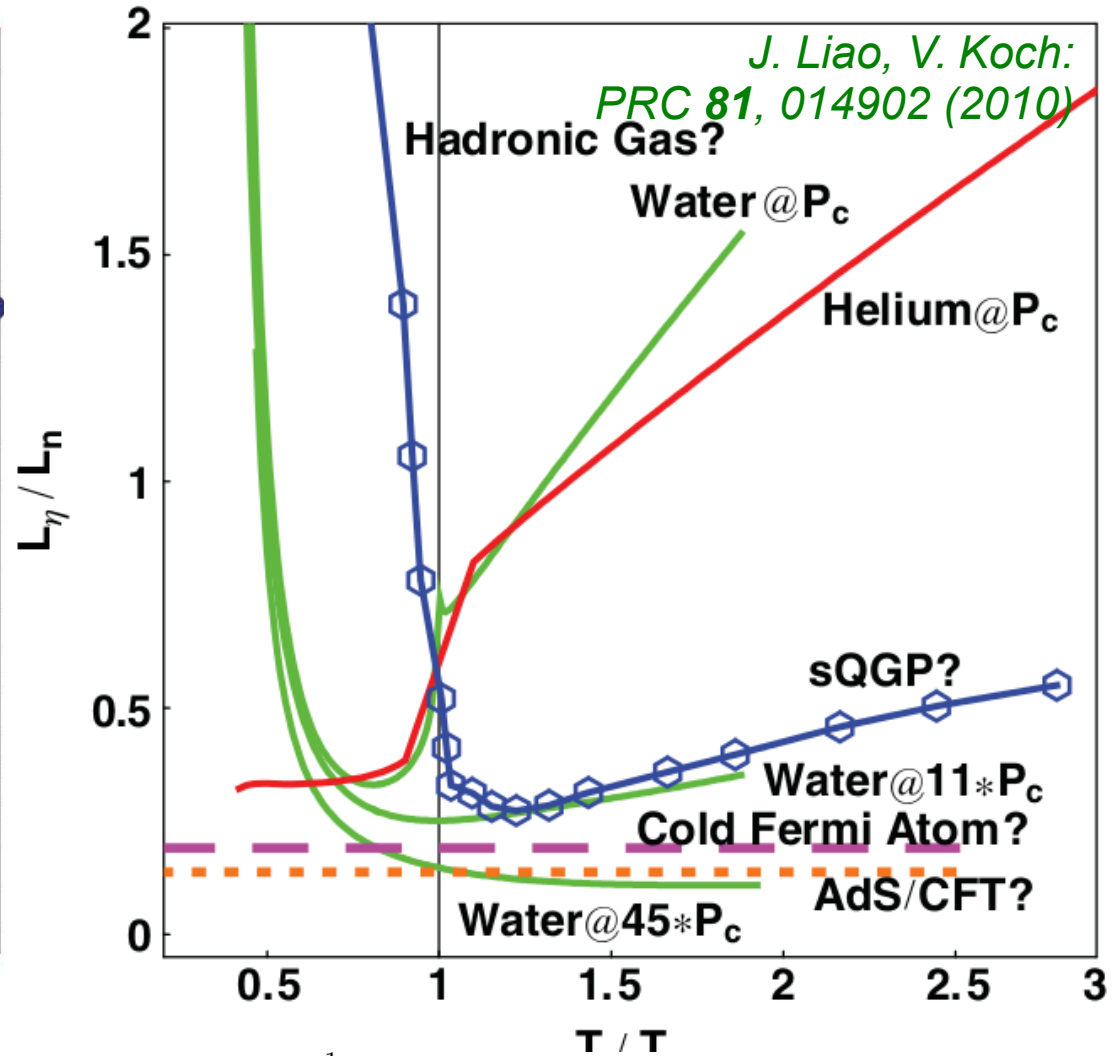 2
J. Liao, V. Koch:
PRC 81, 014902 (2010)
Hadronic Gas?
Water@Pc
1.5
Helium@Pc
Lη / Ln
1
sQGP?
0.5
Water@11*Pc
Cold Fermi Atom?
AdS/CFT?
Water@45*Pc
0
0.5 1 1.5 2 2.5 3
T / T
1